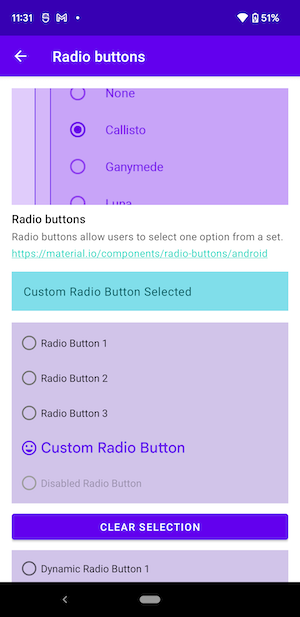 11:31
51%
Radio buttons
None
Callisto
Ganymede
Luna
Radio buttons
Radio buttons allow users to select one option from a set.
https://material.io/components/radio-buttons/android
Custom Radio Button Selected
Radio Button 1
Radio Button 2
Radio Button 3
Custom Radio Button
Disabled Radio Button
CLEAR SELECTION
Dynamic Radio Button 1